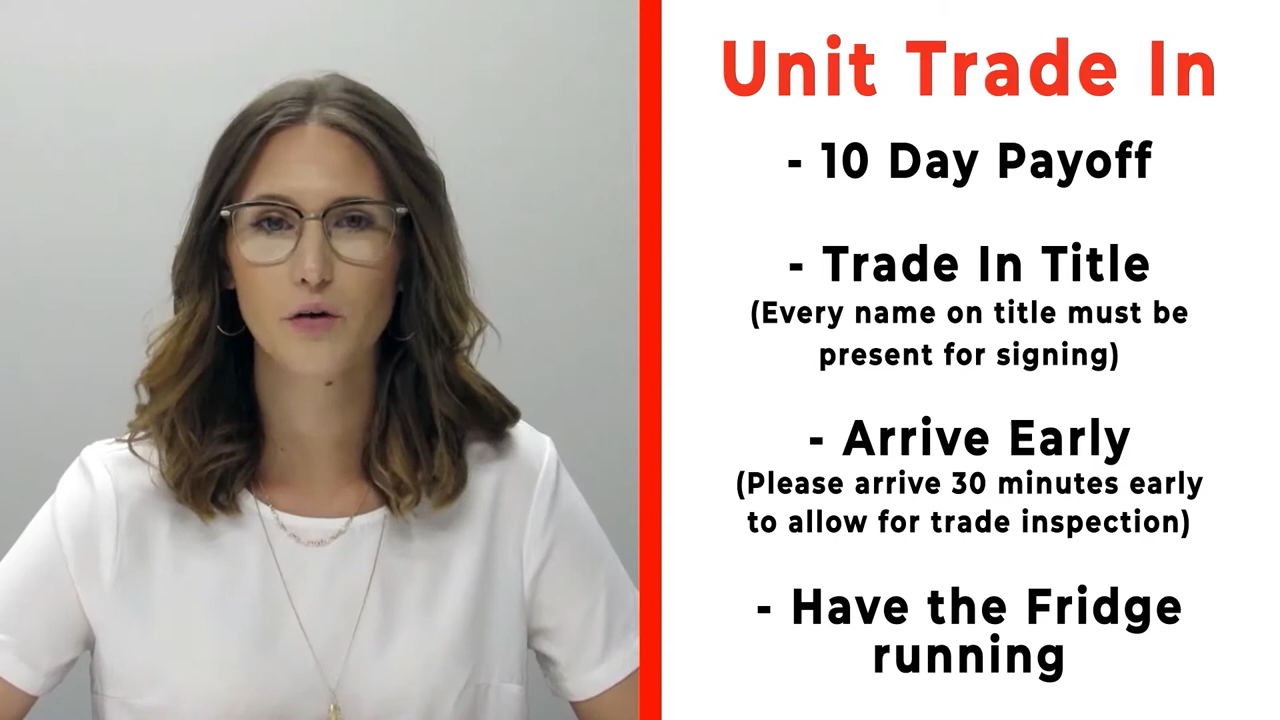 Unit Trade In
- 10 Day Payoff
- Trade In Title
(Every name on title must be
present for signing)
- Arrive Early
(Please arrive 30 minutes early
to allow for trade inspection)
- Have the Fridge
running